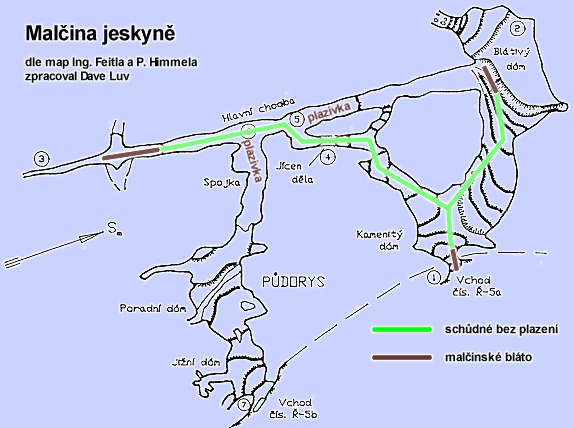 Malčina jeskyně
dle map Ing. Feitla a P. Himmela
zpracoval Dave Luv
2
Blátivý
dóm
Hlavní chodba
5
plazivka
3
plazivka
Jícen
děla
4
Spojka
Sm
Kamenitý
dóm
PŮDORYS
1
Vchod
čís. Ř-5a
Poradní dóm
schůdné bez plazení
malčinské bláto
Jižní dóm
7
Vchod
čís. Ř-5b